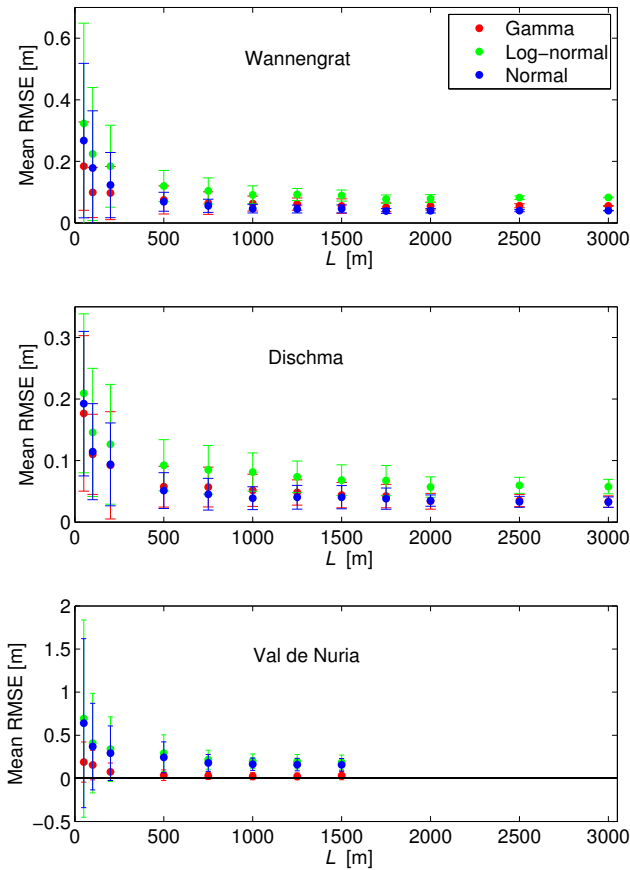 Gamma
Log-normal
Normal
Wannengrat
Mean RMSE [m]
0.6
0.4
0.2
0
0 500 1000 1500 2000 2500 3000
L [m]
Dischma
Mean RMSE [m]
0.3
0.2
0.1
0
0 500 1000 1500 2000 2500 3000
L [m]
Val de Nuria
Mean RMSE [m]
2
1.5
1
0.5
0
-0.5
0 500 1000 1500 2000 2500 3000
L [m]